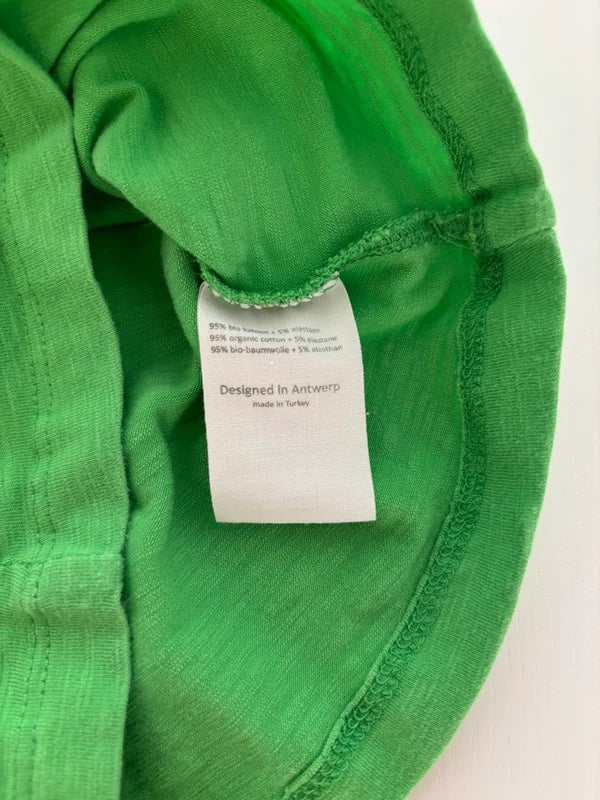 95% bio katoen + 5% elastaan
95% organic cotton + 5% elastane
95% bio-baumwolle + 5% elasthan
Designed In Antwerp
made in Turkey